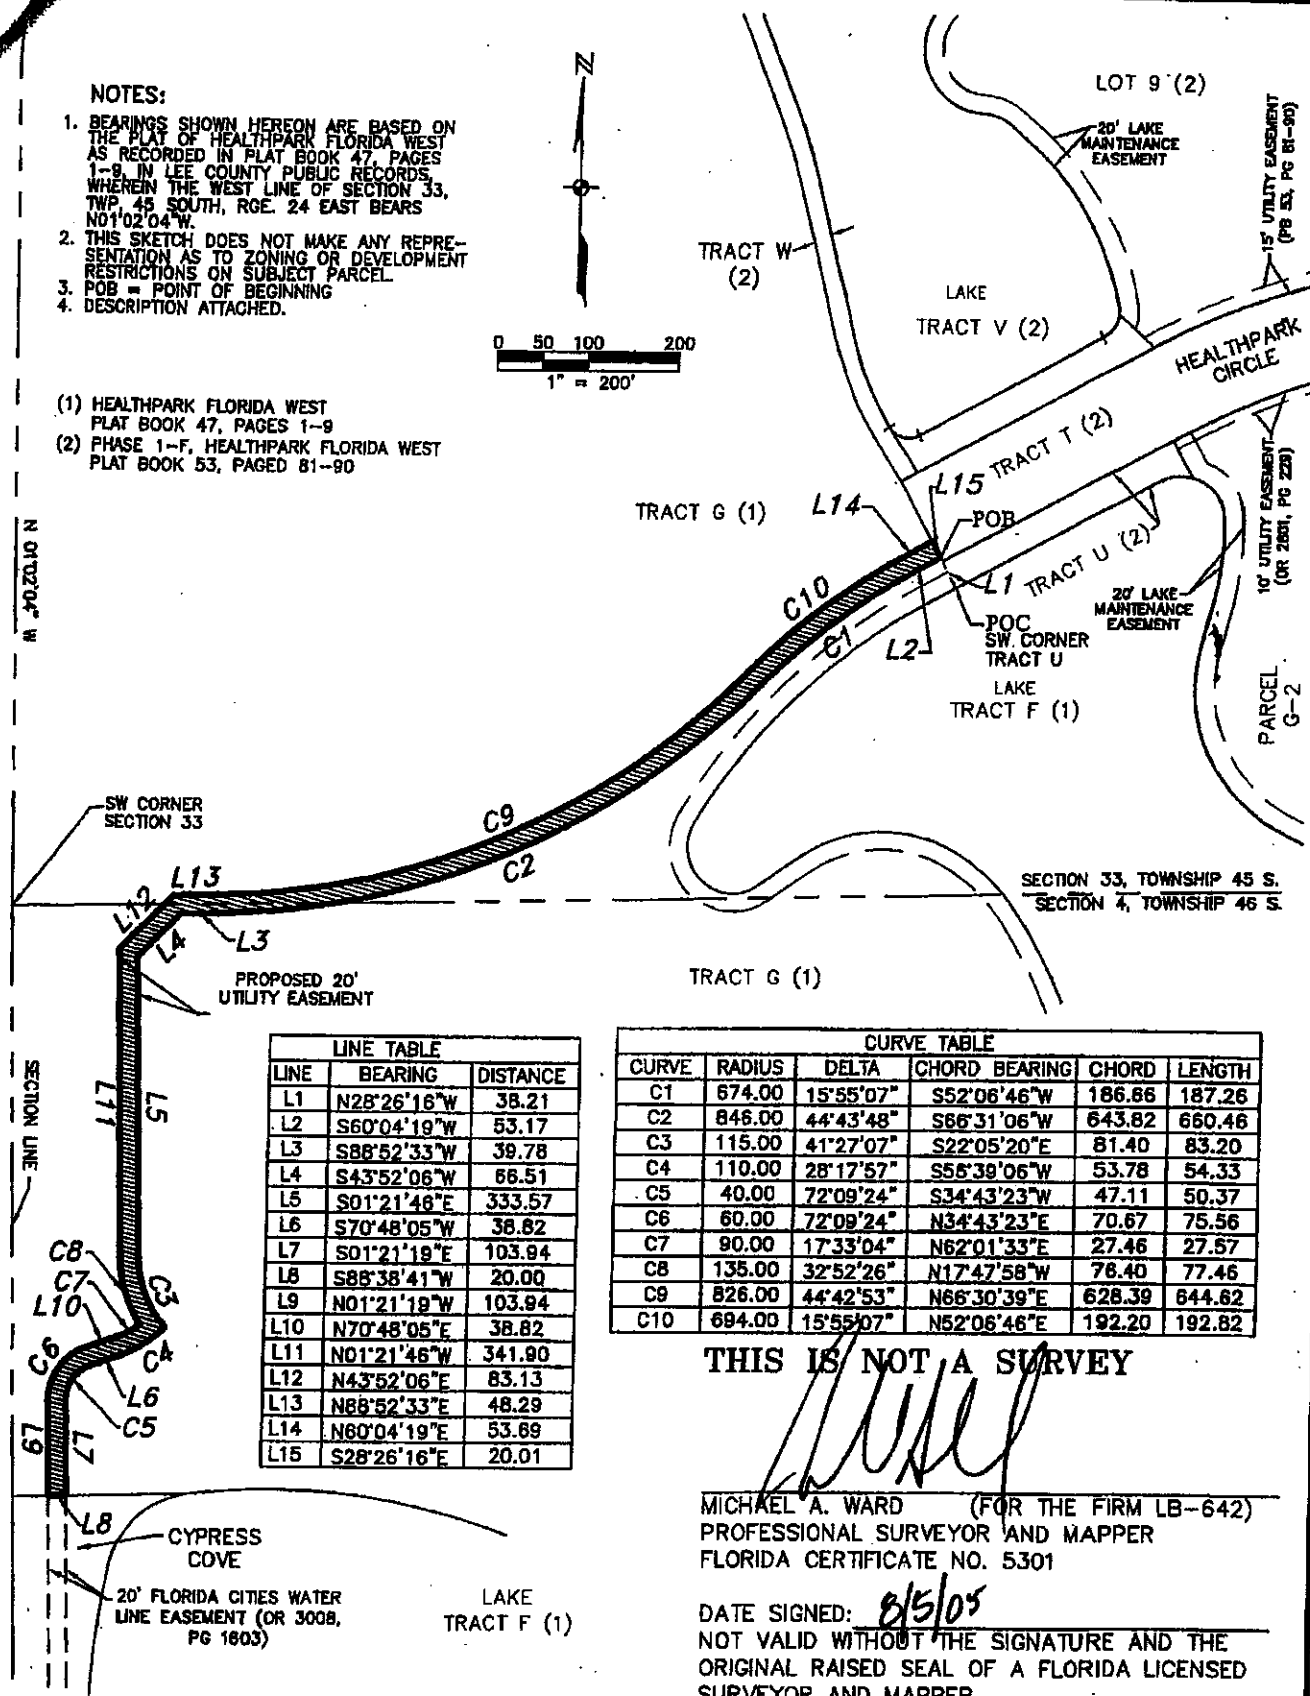 NOTES:
1. BEARINGS SHOWN HEREON ARE BASED ON
THE PLAT OF HEALTHPARK FLORIDA WEST
AS RECORDED IN PLAT BOOK 47, PAGES
1-9, IN LEE COUNTY PUBLIC RECORDS,
WHEREIN THE WEST LINE OF SECTION 33,
TWP, 45 SOUTH, RGE. 24 EAST BEARS
N01°02'04"W.
2. THIS SKETCH DOES NOT MAKE ANY REPRE-
SENTATION AS TO ZONING OR DEVELOPMENT
RESTRICTIONS ON SUBJECT PARCEL.
3. POB = POINT OF BEGINNING
4. DESCRIPTION ATTACHED.
(1) HEALTHPARK FLORIDA WEST
PLAT BOOK 47, PAGES 1-9
(2) PHASE 1-F, HEALTHPARK FLORIDA WEST
PLAT BOOK 53, PAGED 81-90
N
0 50 100 200
1" = 200'
LOT 9 (2)
20' LAKE
MAINTENANCE
EASEMENT
15' UTILITY EASEMENT
(PB 53, PG 81-90)
TRACT W
(2)
LAKE
TRACT V (2)
HEALTHPARK
CIRCLE
TRACT T (2)
L15
L14
TRACT G (1)
POB
TRACT U (2)
L1
10' UTILITY EASEMENT
(OR 2601, PG 229)
20' LAKE
MAINTENANCE
EASEMENT
C10
C1
L2
POC
SW. CORNER
TRACT U
LAKE
TRACT F (1)
PARCEL
G-2
N 01°02'04" W
SW CORNER
SECTION 33
C9
C2
L13
L12
L4
L3
SECTION 33, TOWNSHIP 45 S.
SECTION 4, TOWNSHIP 46 S.
PROPOSED 20'
UTILITY EASEMENT
TRACT G (1)
SECTION LINE
L11
L5
C8
C7
L10
C3
C4
C6
L6
C5
L9
L7
L8
CYPRESS
COVE
20' FLORIDA CITIES WATER
LINE EASEMENT (OR 3008,
PG 1603)
LAKE
TRACT F (1)
LINE TABLE
LINE BEARING DISTANCE
L1 N28°26'16"W 38.21
L2 S60°04'19"W 53.17
L3 S88°52'33"W 39.78
L4 S43°52'06"W 66.51
L5 S01°21'46"E 333.57
L6 S70°48'05"W 38.82
L7 S01°21'19"E 103.94
L8 S88°38'41"W 20.00
L9 N01°21'19"W 103.94
L10 N70°48'05"E 38.82
L11 N01°21'46"W 341.90
L12 N43°52'06"E 83.13
L13 N88°52'33"E 48.29
L14 N60°04'19"E 53.69
L15 S28°26'16"E 20.01
CURVE TABLE
CURVE RADIUS DELTA CHORD BEARING CHORD LENGTH
C1 674.00 15°55'07" S52°06'46"W 186.66 187.26
C2 846.00 44°43'48" S66°31'06"W 643.82 660.46
C3 115.00 41°27'07" S22°05'20"E 81.40 83.20
C4 110.00 28°17'57" S56°39'06"W 53.78 54.33
C5 40.00 72°09'24" S34°43'23"W 47.11 50.37
C6 60.00 72°09'24" N34°43'23"E 70.67 75.56
C7 90.00 17°33'04" N62°01'33"E 27.46 27.57
C8 135.00 32°52'26" N17°47'58"W 76.40 77.46
C9 826.00 44°42'53" N66°30'39"E 628.39 644.62
C10 694.00 15°55'07" N52°06'46"E 192.20 192.82
THIS IS NOT A SURVEY
MICHAEL A. WARD (FOR THE FIRM LB-642)
PROFESSIONAL SURVEYOR AND MAPPER
FLORIDA CERTIFICATE NO. 5301
DATE SIGNED: 8/5/05
NOT VALID WITHOUT THE SIGNATURE AND THE
ORIGINAL RAISED SEAL OF A FLORIDA LICENSED
SURVEYOR AND MAPPER